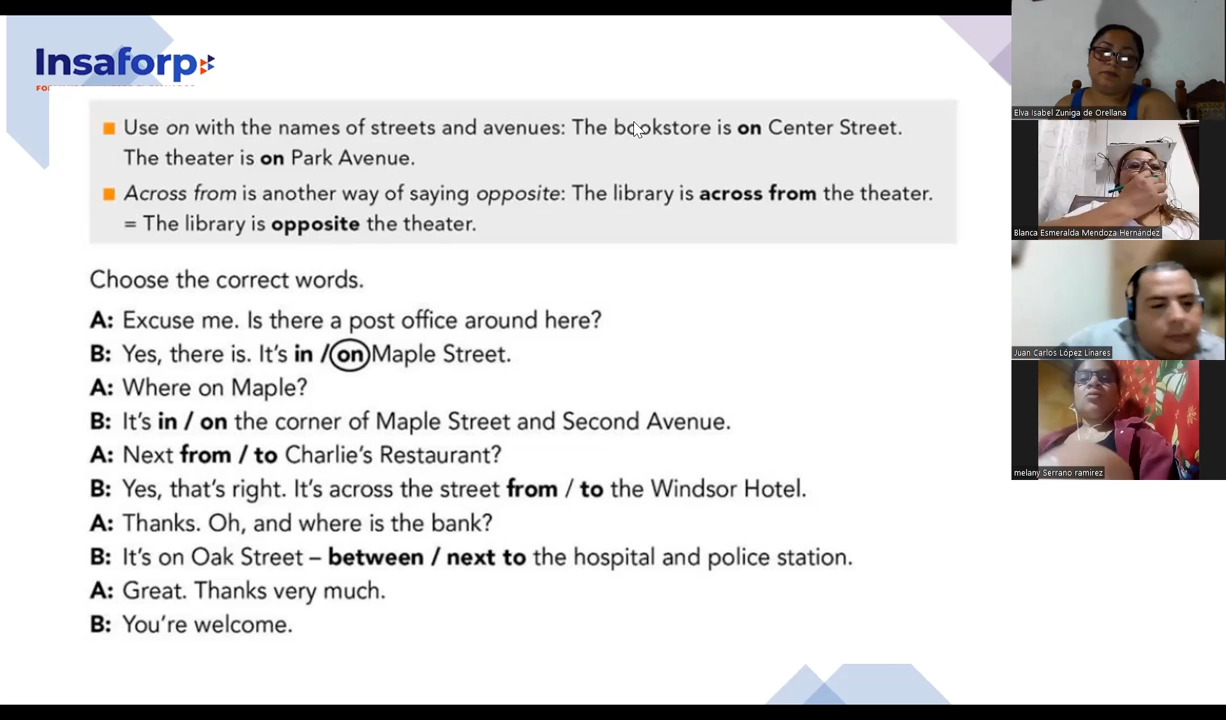 Insaforp
Use on with the names of streets and avenues: The bookstore is on Center Street.
The theater is on Park Avenue.
Across from is another way of saying opposite: The library is across from the theater.
= The library is opposite the theater.
Choose the correct words.
A: Excuse me. Is there a post office around here?
B: Yes, there is. It's in / on Maple Street.
A: Where on Maple?
B: It's in / on the corner of Maple Street and Second Avenue.
A: Next from / to Charlie's Restaurant?
B: Yes, that's right. It's across the street from / to the Windsor Hotel.
A: Thanks. Oh, and where is the bank?
B: It's on Oak Street – between / next to the hospital and police station.
A: Great. Thanks very much.
B: You're welcome.
Elva Isabel Zuniga de Orellana
Blanca Esmeralda Mendoza Hernández
Juan Carlos López Linares
melany Serrano ramirez